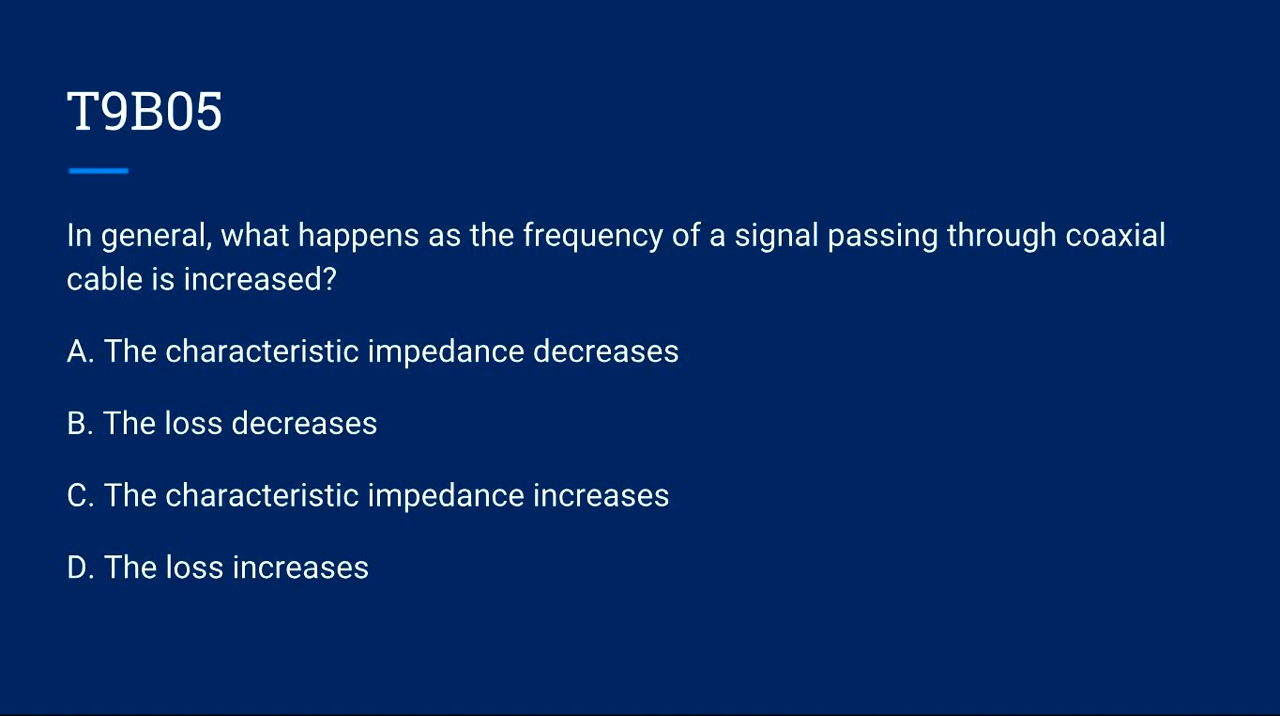 T9B05
In general, what happens as the frequency of a signal passing through coaxial
cable is increased?
A. The characteristic impedance decreases
B. The loss decreases
C. The characteristic impedance increases
D. The loss increases